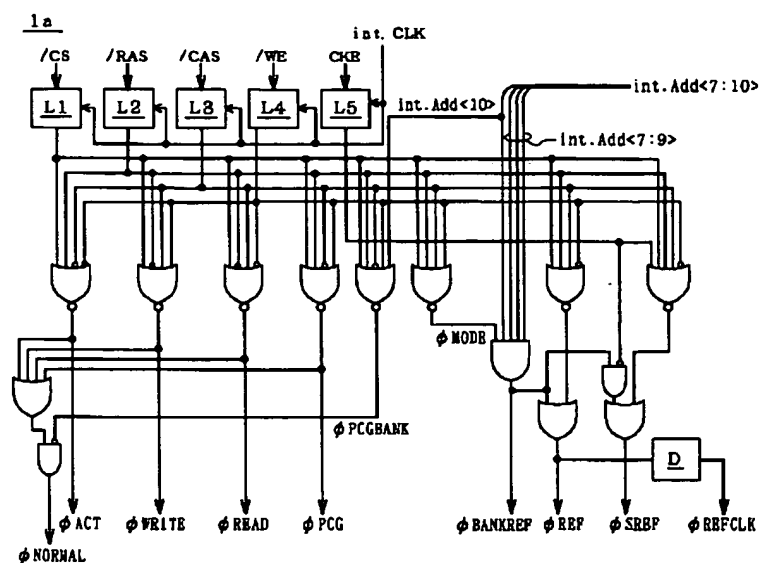 1a
int. CLK
/CS /RAS /CAS /WE CKE
int.Add<7:10>
L1 L2 L3 L4 L5
int.Add<10>
int.Add<7:9>
ϕ MODE
ϕ PCGBANK
D
ϕ ACT ϕ WRITE ϕ READ ϕ PCG ϕ BANKREF ϕ REF ϕ SREF ϕ REFCLK
ϕ NORMAL